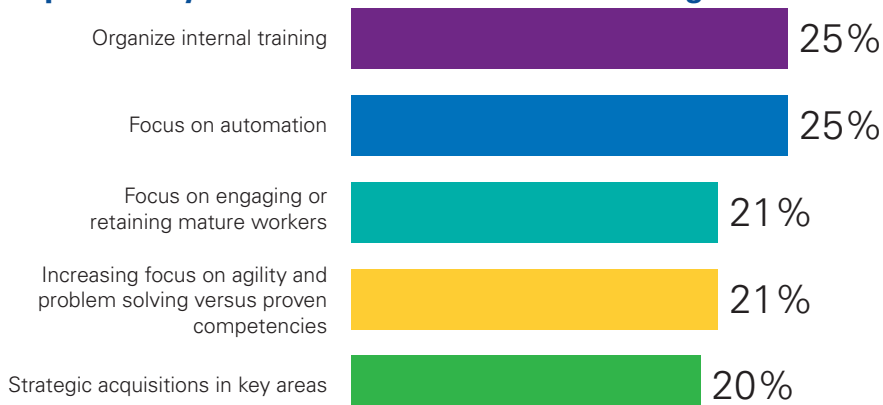 Organize internal training
25%
Focus on automation
25%
Focus on engaging or
retaining mature workers
21%
Increasing focus on agility and
problem solving versus proven
competencies
21%
Strategic acquisitions in key areas
20%